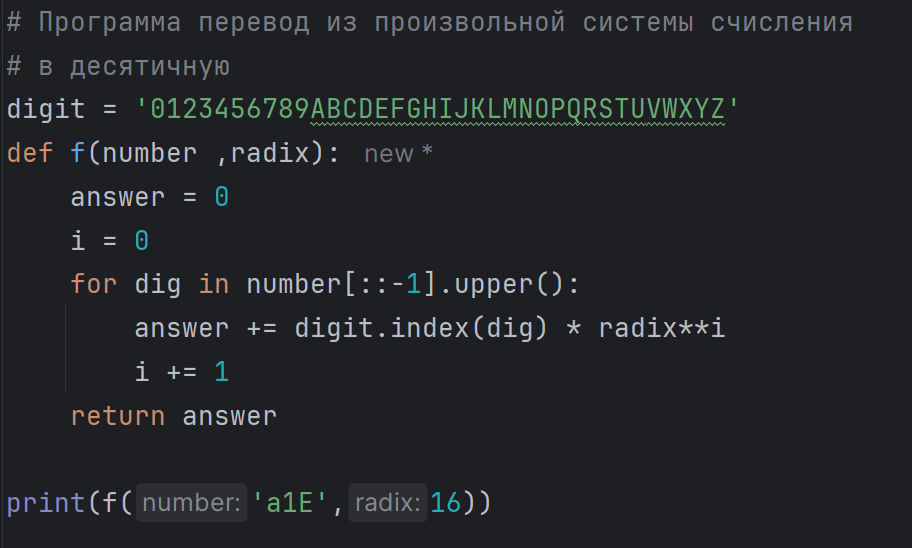 # Программа перевод из произвольной системы счисления
# в десятичную
digit = '0123456789ABCDEFGHIJKLMNOPQRSTUVWXYZ'
def f(number ,radix): new *
    answer = 0
    i = 0
    for dig in number[::-1].upper():
        answer += digit.index(dig) * radix**i
        i += 1
    return answer
print(f( number: 'a1E', radix: 16))